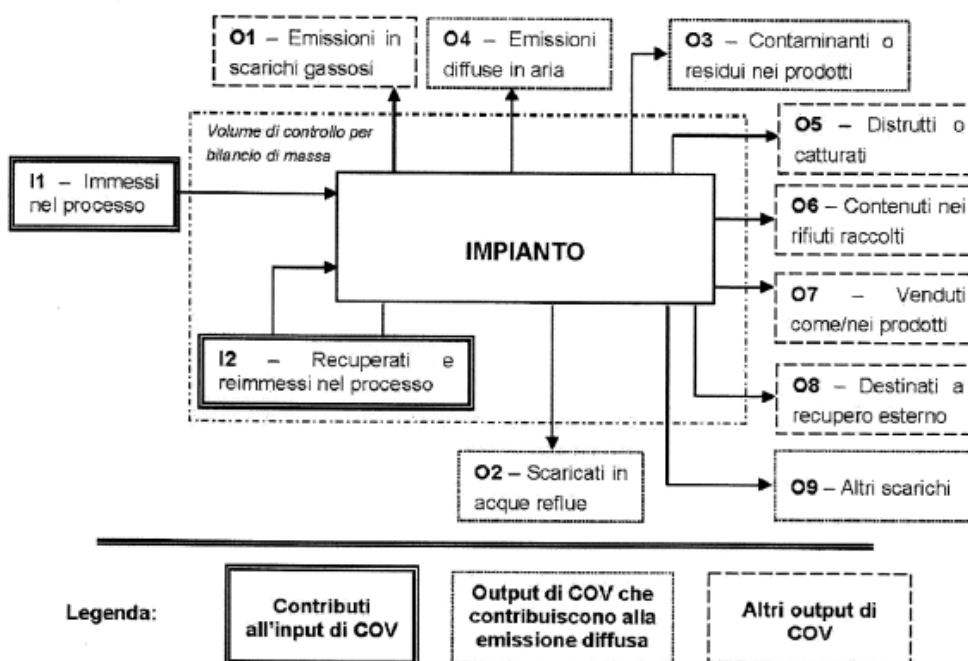 O1 – Emissioni in
scarichi gassosi
O4 – Emissioni
diffuse in aria
O3 – Contaminanti o
residui nei prodotti
Volume di controllo per
bilancio di massa
O5 – Distrutti o
catturati
I1 – Immessi
nel processo
IMPIANTO
O6 – Contenuti nei
rifiuti raccolti
O7 – Venduti
come/nei prodotti
I2 – Recuperati e
reimmessi nel processo
O8 – Destinati a
recupero esterno
O2 – Scaricati in
acque reflue
O9 – Altri scarichi
Legenda:
Contributi
all'input di COV
Output di COV che
contribuiscono alla
emissione diffusa
Altri output di
COV